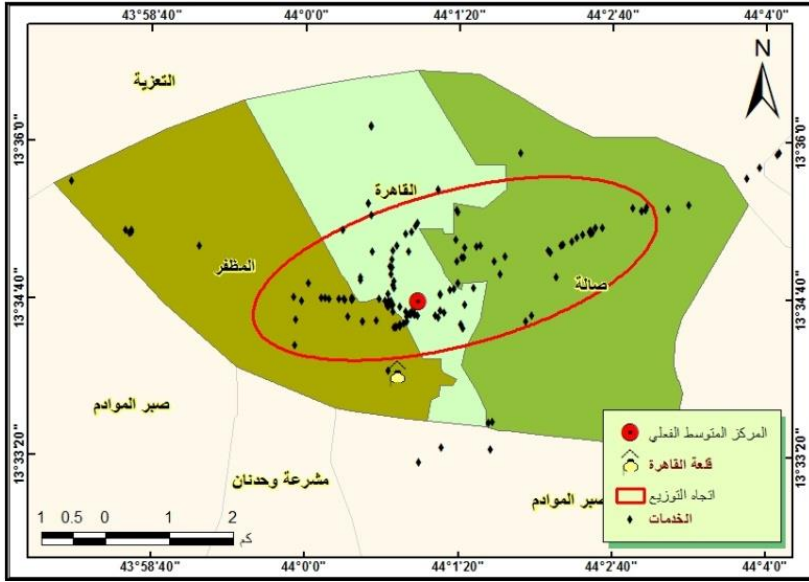 43°58'40" 44°0'0" 44°1'20" 44°2'40" 44°4'0"
N
التعزية
13°36'0" 13°36'0"
القاهرة
المظفر
صالة
13°34'40" 13°34'40"
صبر الموادم
المركز المتوسط الفعلي
قلعة القاهرة
13°33'20" 13°33'20"
مشرعة وحدنان
صبر الموادم
اتجاه التوزيع
الخدمات
1 0.5 0 1 2
كم
43°58'40" 44°0'0" 44°1'20" 44°2'40" 44°4'0"